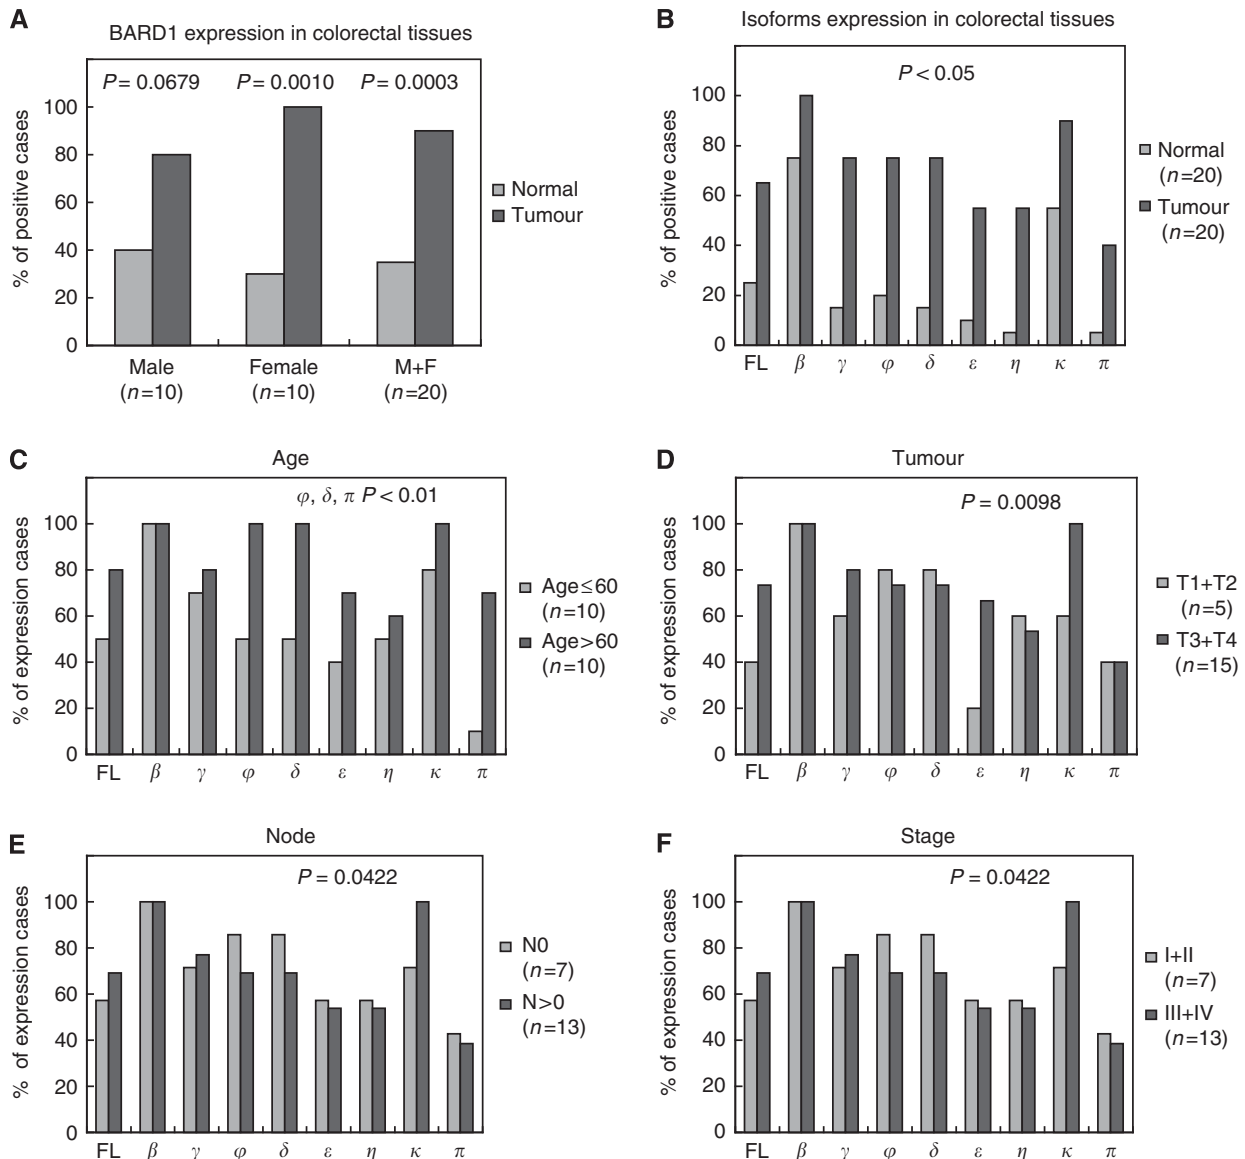 A
BARD1 expression in colorectal tissues
P = 0.0679 P = 0.0010 P = 0.0003
% of positive cases
100
80
60
40
20
0
Male Female M+F
(n=10) (n=10) (n=20)
Normal
Tumour
B
Isoforms expression in colorectal tissues
P < 0.05
% of positive cases
100
80
60
40
20
0
FL β γ φ δ ε η κ π
Normal
(n=20)
Tumour
(n=20)
C
Age
φ, δ, π P < 0.01
% of expression cases
100
80
60
40
20
0
FL β γ φ δ ε η κ π
Age≤60
(n=10)
Age>60
(n=10)
D
Tumour
P = 0.0098
% of expression cases
100
80
60
40
20
0
FL β γ φ δ ε η κ π
T1+T2
(n=5)
T3+T4
(n=15)
E
Node
P = 0.0422
% of expression cases
100
80
60
40
20
0
FL β γ φ δ ε η κ π
N0
(n=7)
N>0
(n=13)
F
Stage
P = 0.0422
% of expression cases
100
80
60
40
20
0
FL β γ φ δ ε η κ π
I+II
(n=7)
III+IV
(n=13)